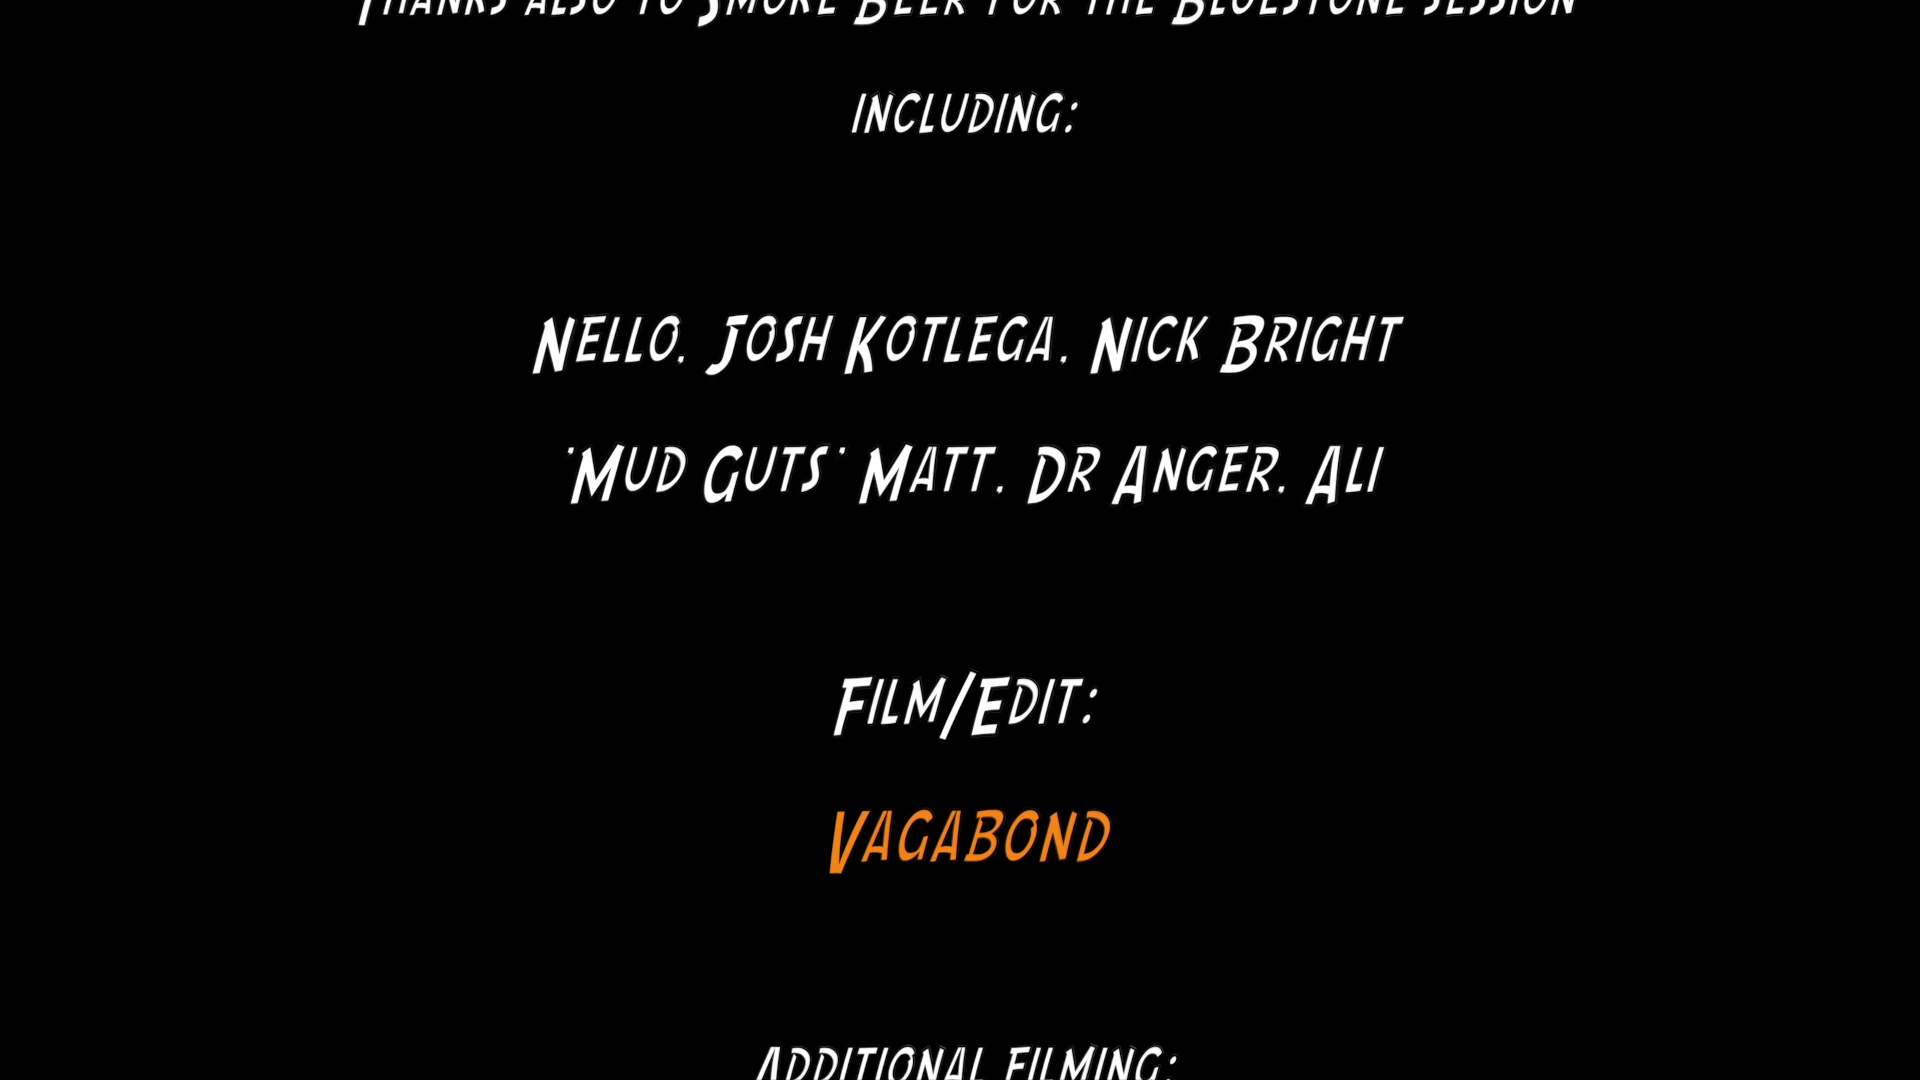 Thanks also to Smoke Beer for the Bluestone session
including:
Nello, Josh Kotlega, Nick Bright
'Mud Guts' Matt, Dr Anger, Ali
Film/Edit:
Vagabond
Additional filming: